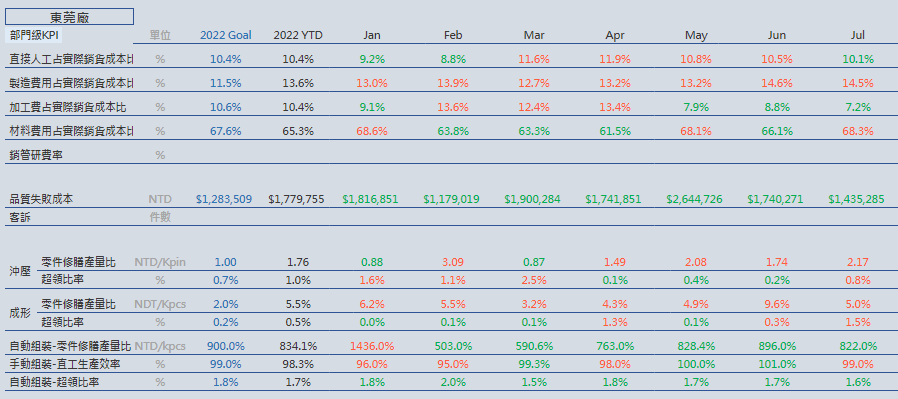 東莞廠
部門级KPI 單位 2022 Goal 2022 YTD Jan Feb Mar Apr May Jun Jul
直接人工占實際銷貨成本比 % 10.4% 10.4% 9.2% 8.8% 11.6% 11.9% 10.8% 10.5% 10.1%
製造費用占實際銷貨成本比 % 11.5% 13.6% 13.0% 13.9% 12.7% 13.2% 13.2% 14.6% 14.5%
加工費占實際銷貨成本比 % 10.6% 10.4% 9.1% 13.6% 12.4% 13.4% 7.9% 8.8% 7.2%
材料費用占實際銷貨成本比 % 67.6% 65.3% 68.6% 63.8% 63.3% 61.5% 68.1% 66.1% 68.3%
銷管研費率 %
品質失敗成本 NTD $1,283,509 $1,779,755 $1,816,851 $1,179,019 $1,900,284 $1,741,851 $2,644,726 $1,740,271 $1,435,285
客訴 件數
沖壓 零件修膳產量比 NTD/Kpin 1.00 1.76 0.88 3.09 0.87 1.49 2.08 1.74 2.17
超領比率 % 0.7% 1.0% 1.6% 1.1% 2.5% 0.1% 0.4% 0.2% 0.8%
成形 零件修膳產量比 NDT/Kpcs 2.0% 5.5% 6.2% 5.5% 3.2% 4.3% 4.9% 9.6% 5.0%
超領比率 % 0.2% 0.5% 0.0% 0.1% 0.1% 1.3% 0.1% 0.3% 1.5%
自動組裝-零件修膳產量比 NTD/kpcs 900.0% 834.1% 1436.0% 503.0% 590.6% 763.0% 828.4% 896.0% 822.0%
手動組裝-直工生產效率 % 99.0% 98.3% 96.0% 95.0% 99.3% 98.0% 100.0% 101.0% 99.0%
自動組裝-超領比率 % 1.8% 1.7% 1.8% 2.0% 1.5% 1.8% 1.7% 1.7% 1.6%